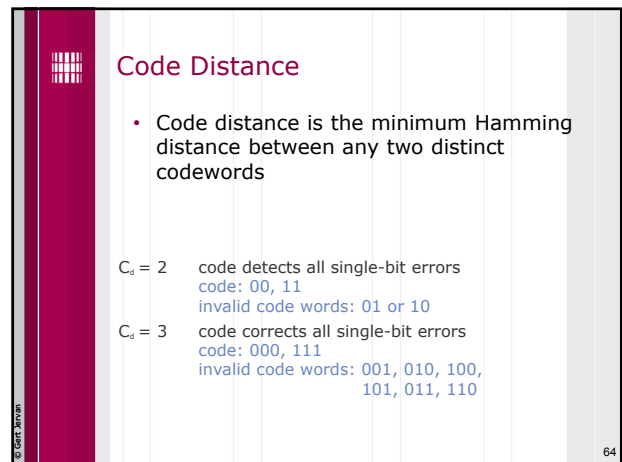 Code Distance
• Code distance is the minimum Hamming
distance between any two distinct
codewords
C_d = 2 code detects all single-bit errors
code: 00, 11
invalid code words: 01 or 10
C_d = 3 code corrects all single-bit errors
code: 000, 111
invalid code words: 001, 010, 100,
101, 011, 110
© Gert Jervan
64